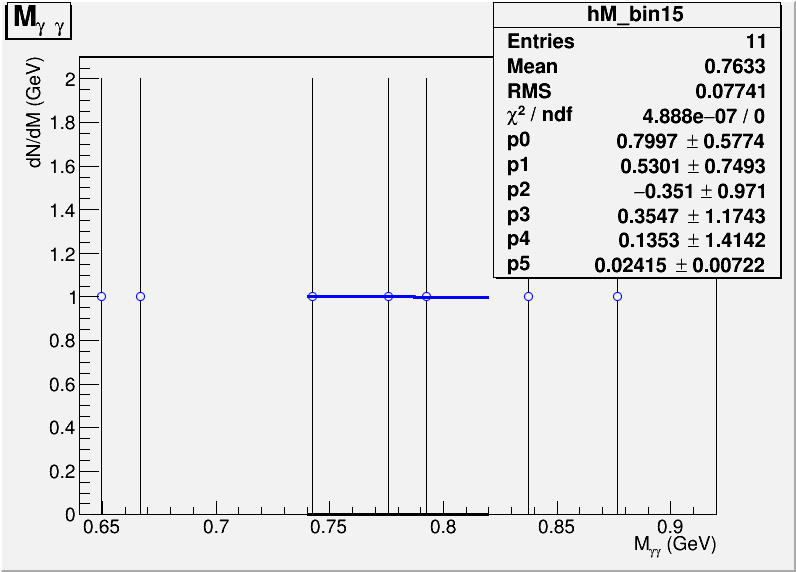 M γ γ
hM_bin15
Entries 11
Mean 0.7633
RMS 0.07741
χ² / ndf 4.888e−07 / 0
p0 0.7997 ± 0.5774
p1 0.5301 ± 0.7493
p2 −0.351 ± 0.971
p3 0.3547 ± 1.1743
p4 0.1353 ± 1.4142
p5 0.02415 ± 0.00722
dN/dM (GeV)
2
1.8
1.6
1.4
1.2
1
0.8
0.6
0.4
0.2
0
0.65 0.7 0.75 0.8 0.85 0.9
Mγγ (GeV)